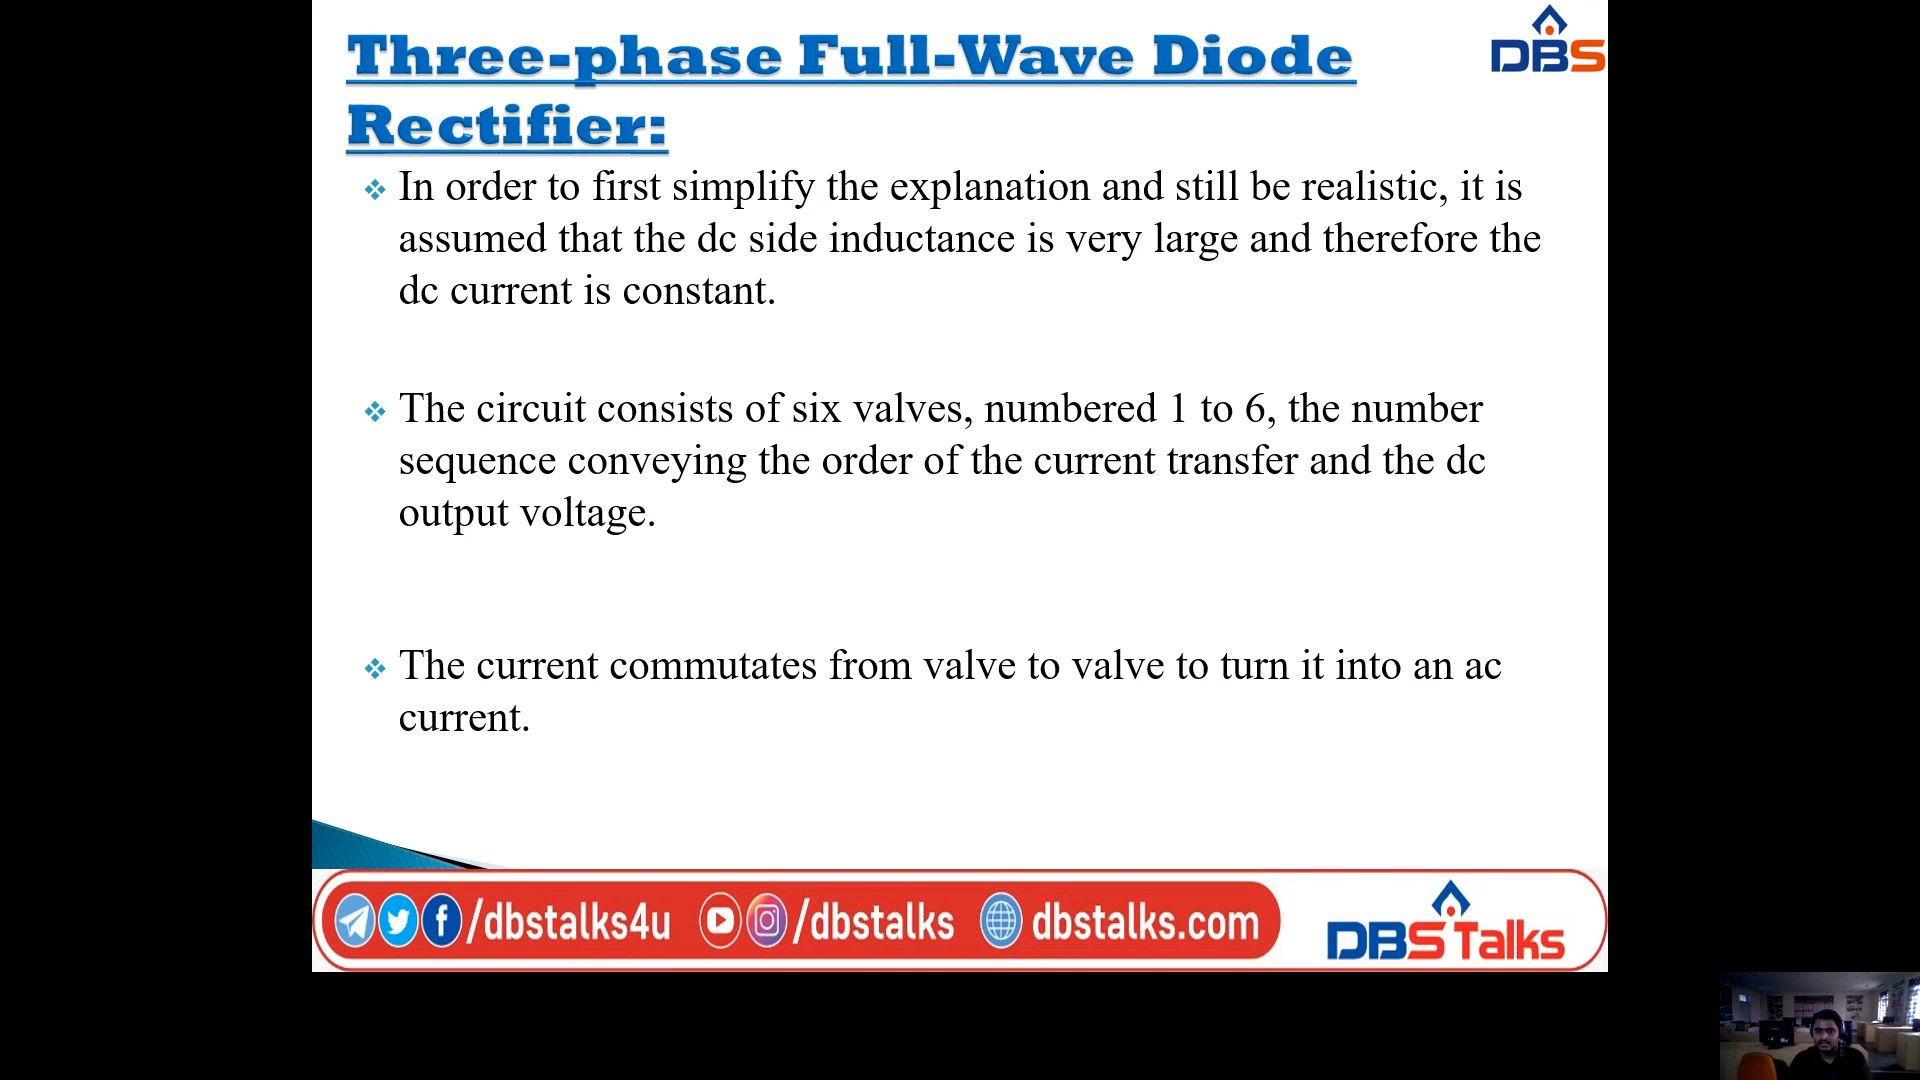 Three-phase Full-Wave Diode
Rectifier:
DBS
In order to first simplify the explanation and still be realistic, it is
assumed that the dc side inductance is very large and therefore the
dc current is constant.
The circuit consists of six valves, numbered 1 to 6, the number
sequence conveying the order of the current transfer and the dc
output voltage.
The current commutates from valve to valve to turn it into an ac
current.
/dbstalks4u /dbstalks dbstalks.com
DBS Talks